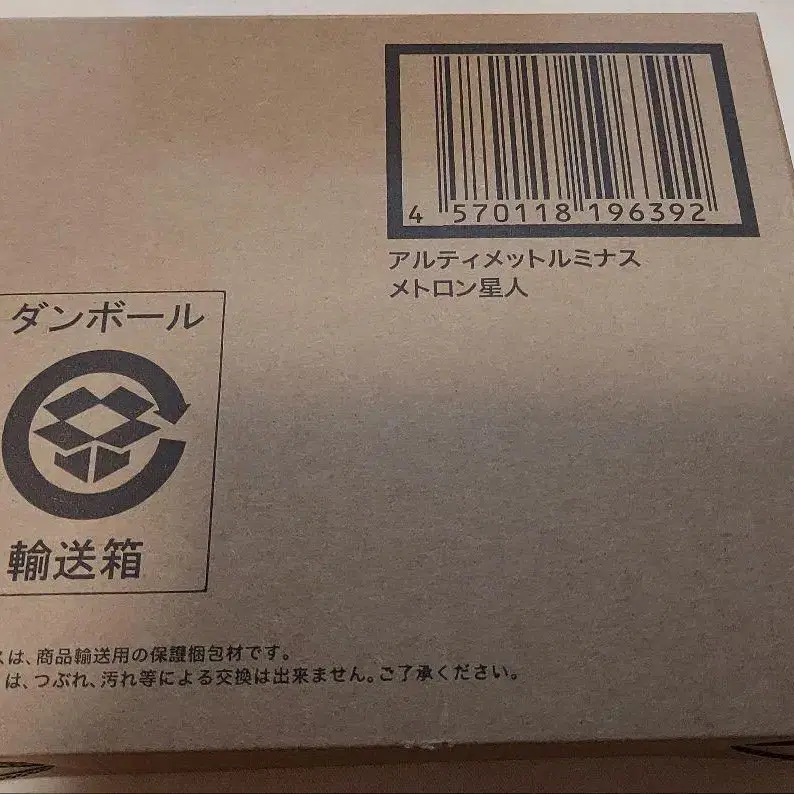 4 570118 196392
アルティメットルミナス
メトロン星人
ダンボール
輸送箱
は、商品輸送用の保護梱包材です。
は、つぶれ、汚れ等による交換は出来ません。ご了承ください。